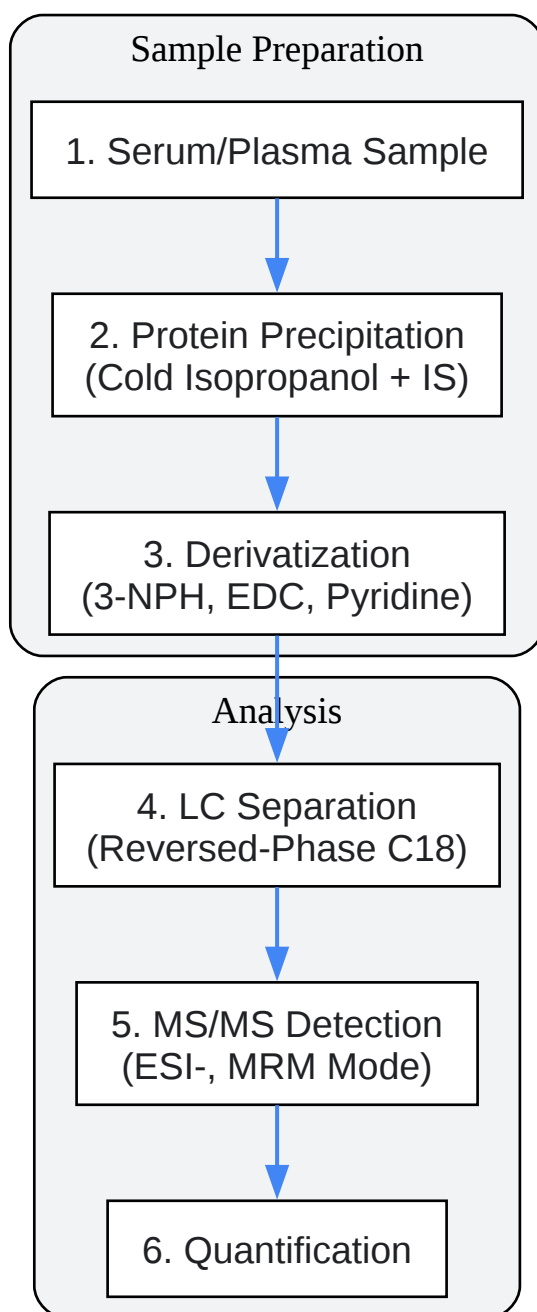 Sample Preparation
1. Serum/Plasma Sample
2. Protein Precipitation
(Cold Isopropanol + IS)
3. Derivatization
(3-NPH, EDC, Pyridine)
Analysis
4. LC Separation
(Reversed-Phase C18)
5. MS/MS Detection
(ESI-, MRM Mode)
6. Quantification